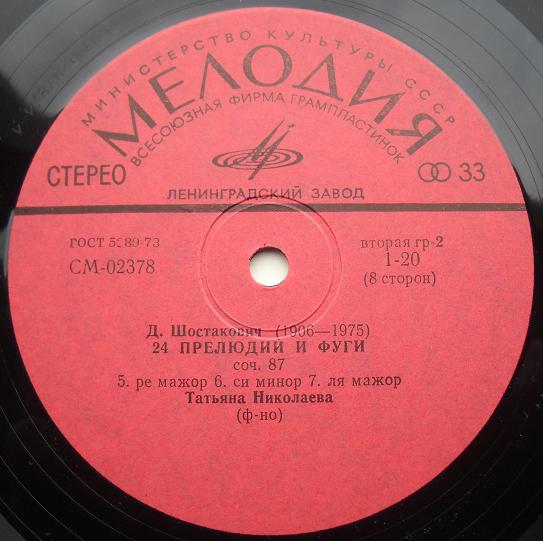 МИНИСТЕРСТВО КУЛЬТУРЫ СССР
МЕЛОДИЯ
ВСЕСОЮЗНАЯ ФИРМА ГРАМПЛАСТИНОК
СТЕРЕО
33
ЛЕНИНГРАДСКИЙ ЗАВОД
ГОСТ 5289-73
СМ-02378
вторая гр-2
1-20
(8 сторон)
Д. Шостакович (1906—1975)
24 ПРЕЛЮДИЙ И ФУГИ
соч. 87
5. ре мажор 6. си минор 7. ля мажор
Татьяна Николаева
(ф-но)